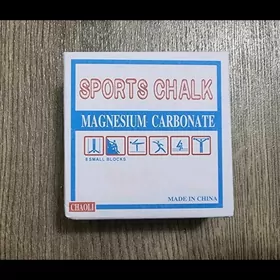 SPORTS CHALK
MAGNESIUM CARBONATE
8 SMALL BLOCKS
MADE IN CHINA
CHAOLI